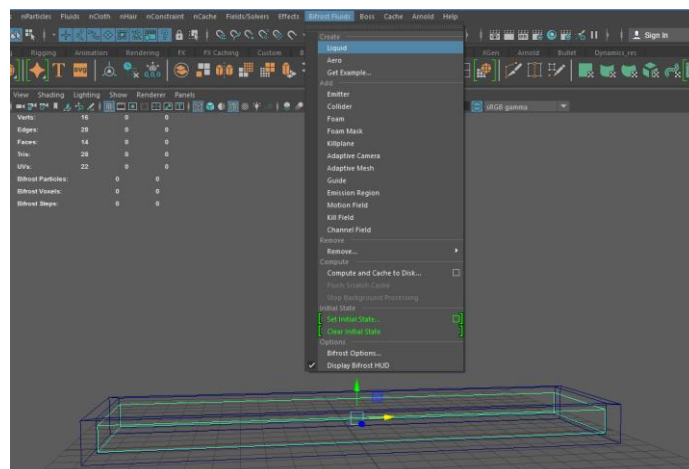 nParticles Fluids nCloth nHair nConstraint nCache Fields/Solvers Effects Bifrost Fluids Boss Cache Arnold Help
Sign In
Rigging Animation Rendering FX FX Caching Custom XGen Arnold Bullet Dynamics_res
View Shading Lighting Show Renderer Panels
sRGB gamma
Verts: 16 0 0
Edges: 28 0 0
Faces: 14 0 0
Tris: 28 0 0
UVs: 22 0 0
Bifrost Particles: 0 0
Bifrost Voxels: 0 0
Bifrost Steps: 0 0
Create
Liquid
Aero
Get Example...
Add
Emitter
Collider
Foam
Foam Mask
Killplane
Adaptive Camera
Adaptive Mesh
Guide
Emission Region
Motion Field
Kill Field
Channel Field
Remove
Remove...
Compute
Compute and Cache to Disk...
Flush Scratch Cache
Stop Background Processing
Initial State
Set Initial State...
Clear Initial State
Options
Bifrost Options...
Display Bifrost HUD